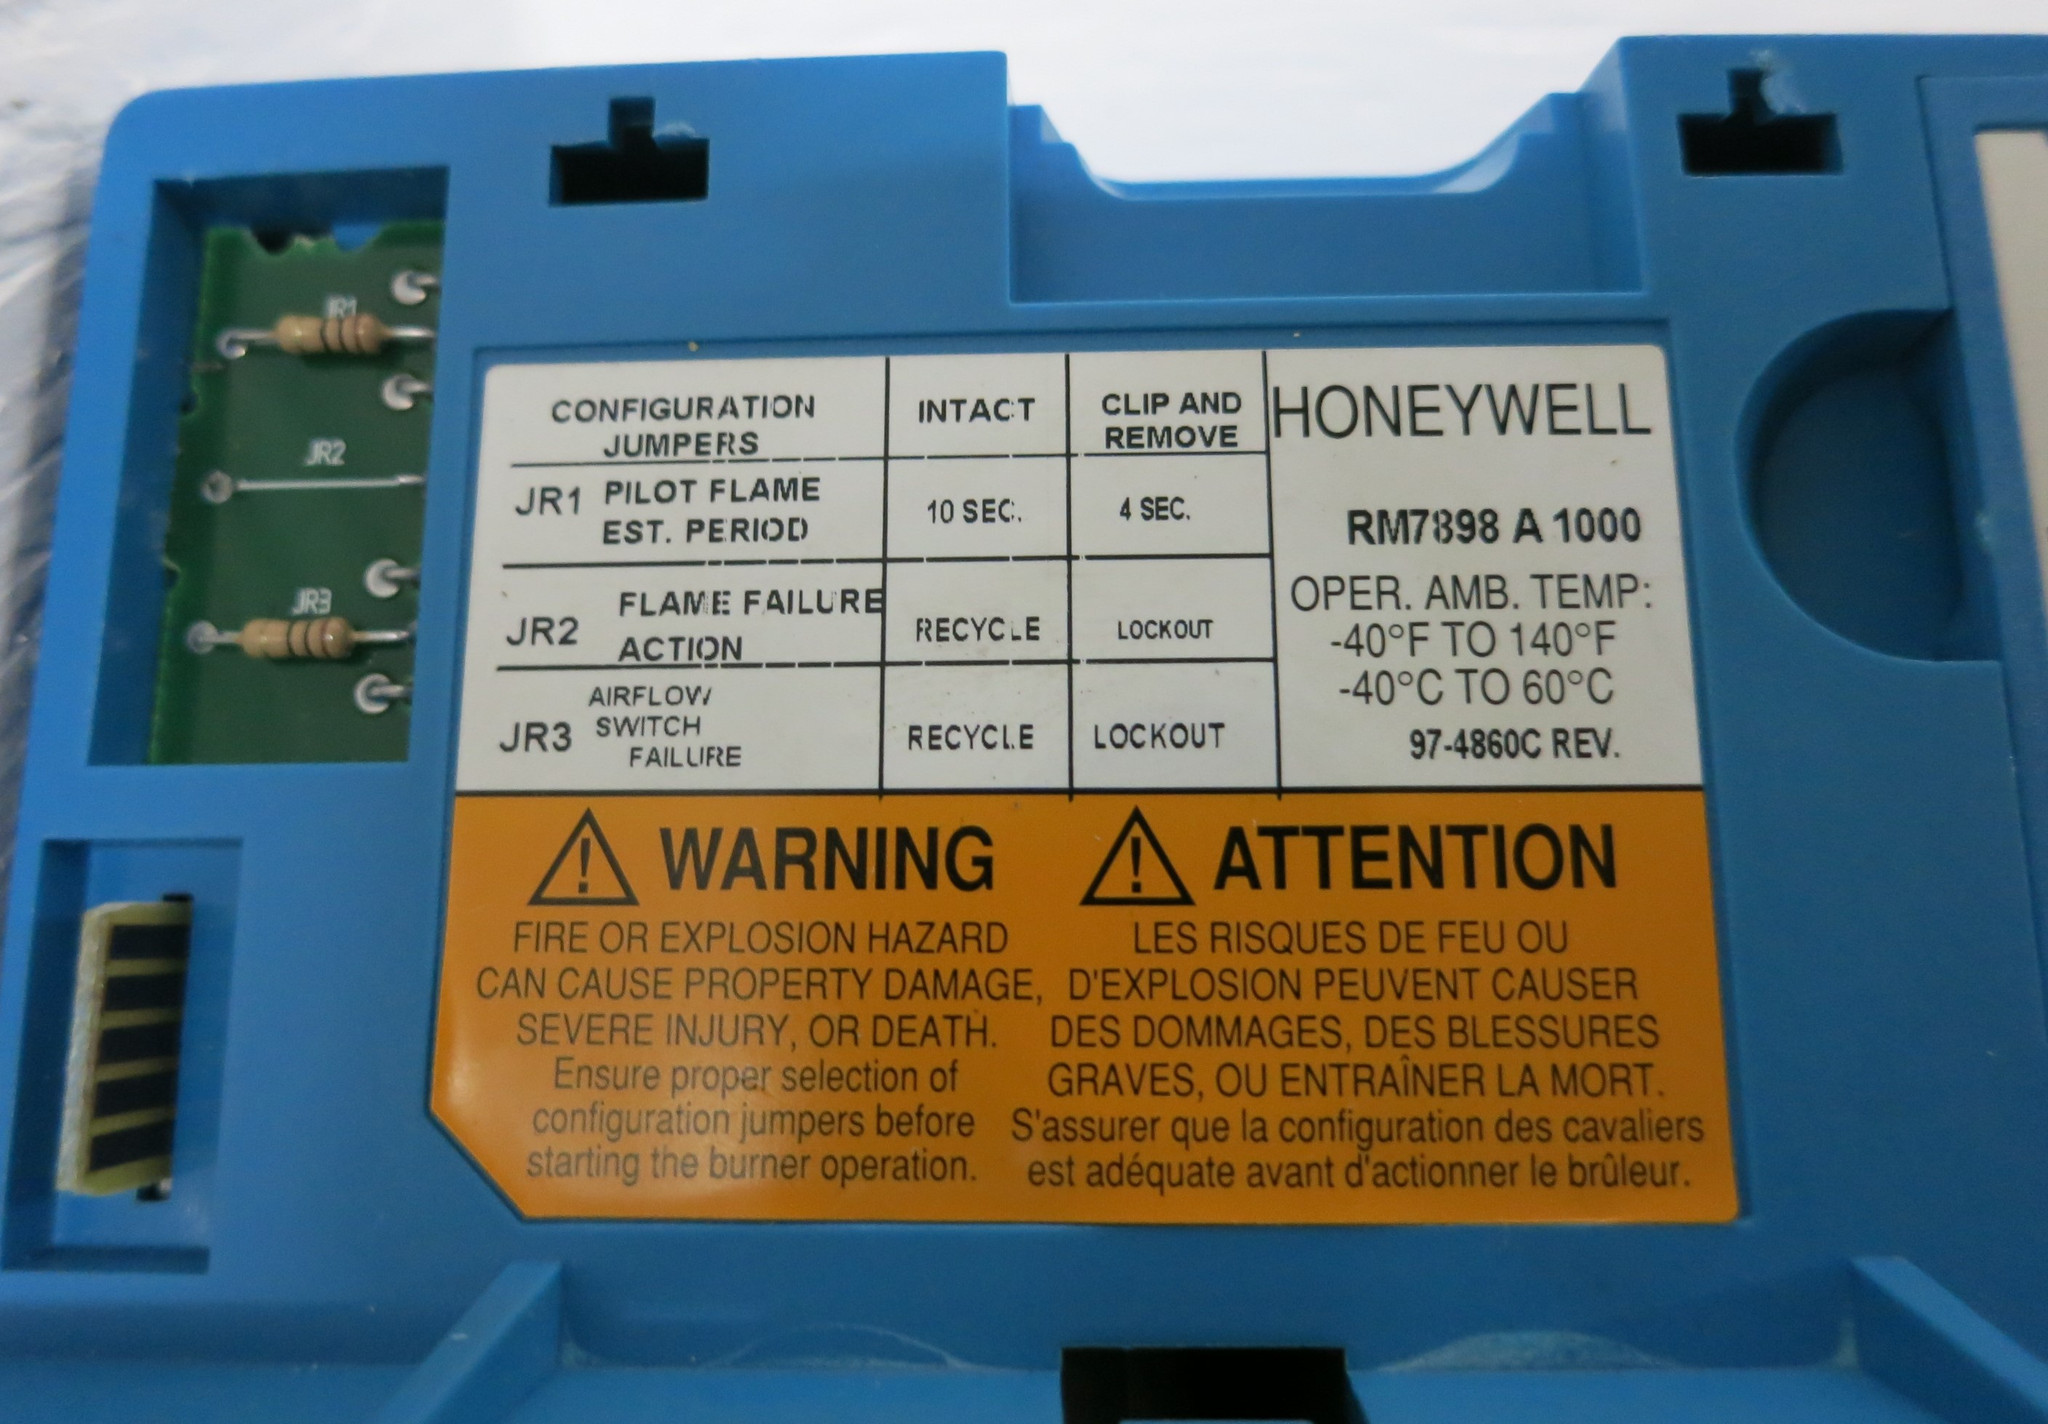 JR1
JR2
JR3
CONFIGURATION
JUMPERS
INTACT
CLIP AND
REMOVE
JR1 PILOT FLAME
EST. PERIOD
10 SEC.
4 SEC.
JR2 FLAME FAILURE
ACTION
RECYCLE
LOCKOUT
JR3 AIRFLOW
SWITCH
FAILURE
RECYCLE
LOCKOUT
HONEYWELL
RM7898 A 1000
OPER. AMB. TEMP:
-40°F TO 140°F
-40°C TO 60°C
97-4860C REV.
WARNING
FIRE OR EXPLOSION HAZARD
CAN CAUSE PROPERTY DAMAGE,
SEVERE INJURY, OR DEATH.
Ensure proper selection of
configuration jumpers before
starting the burner operation.
ATTENTION
LES RISQUES DE FEU OU
D'EXPLOSION PEUVENT CAUSER
DES DOMMAGES, DES BLESSURES
GRAVES, OU ENTRAÎNER LA MORT.
S'assurer que la configuration des cavaliers
est adéquate avant d'actionner le brûleur.